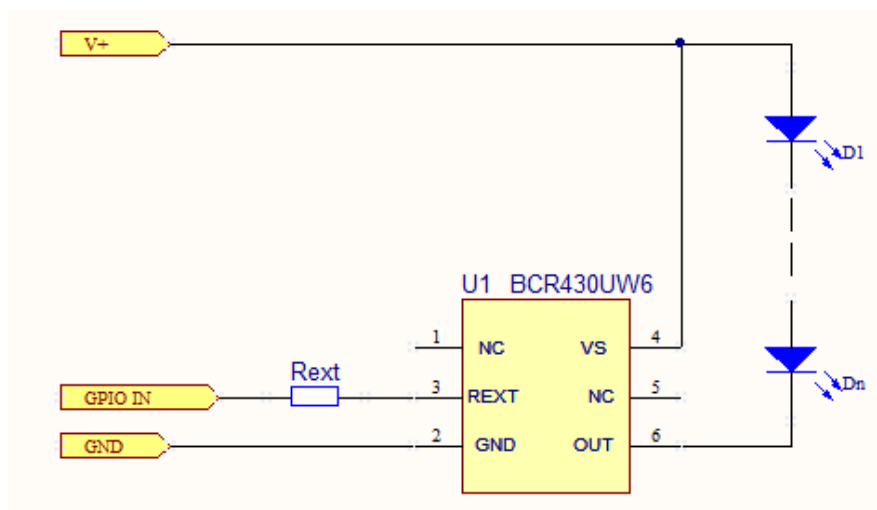 V+
D1
U1 BCR430UW6
1 NC VS 4
Rext
GPIO IN 3 REXT NC 5 Dn
GND 2 GND OUT 6